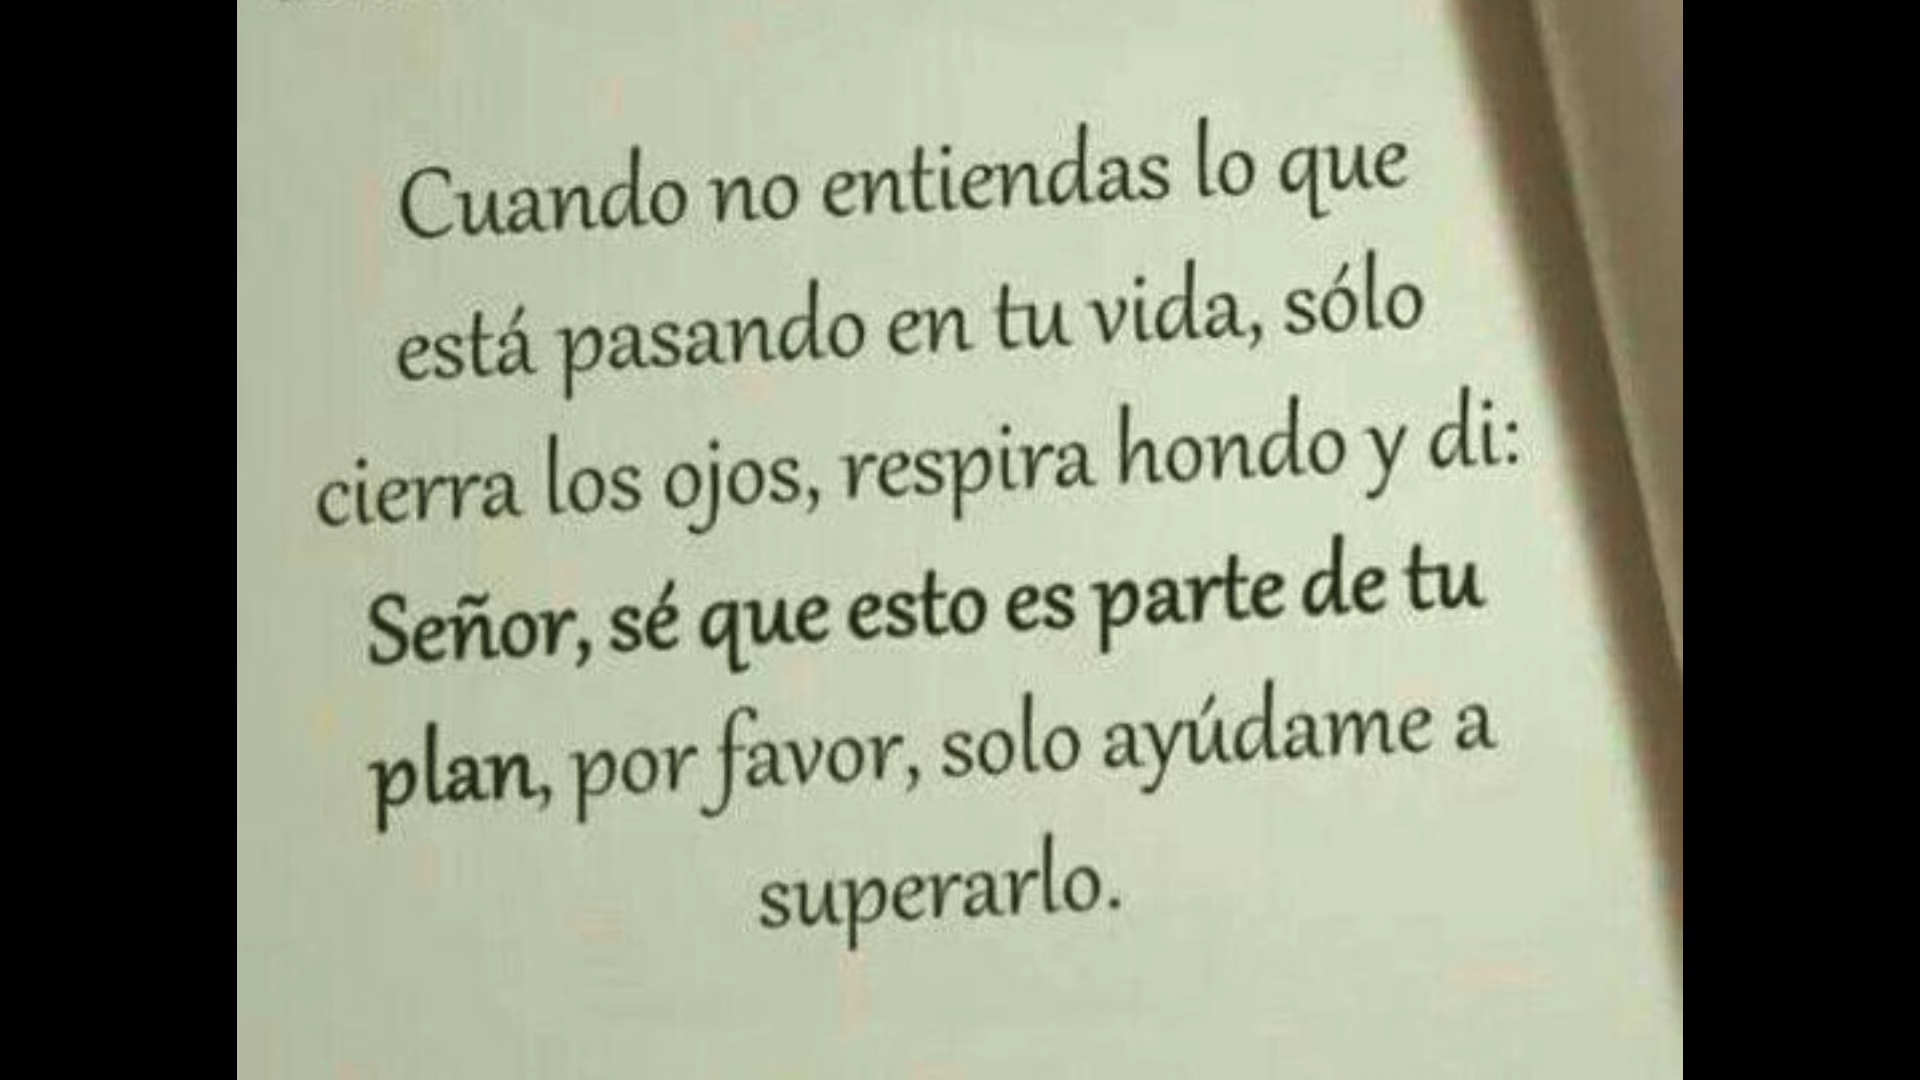 Cuando no entiendas lo que
está pasando en tu vida, sólo
cierra los ojos, respira hondo y di:
Señor, sé que esto es parte de tu
plan, por favor, solo ayúdame a
superarlo.